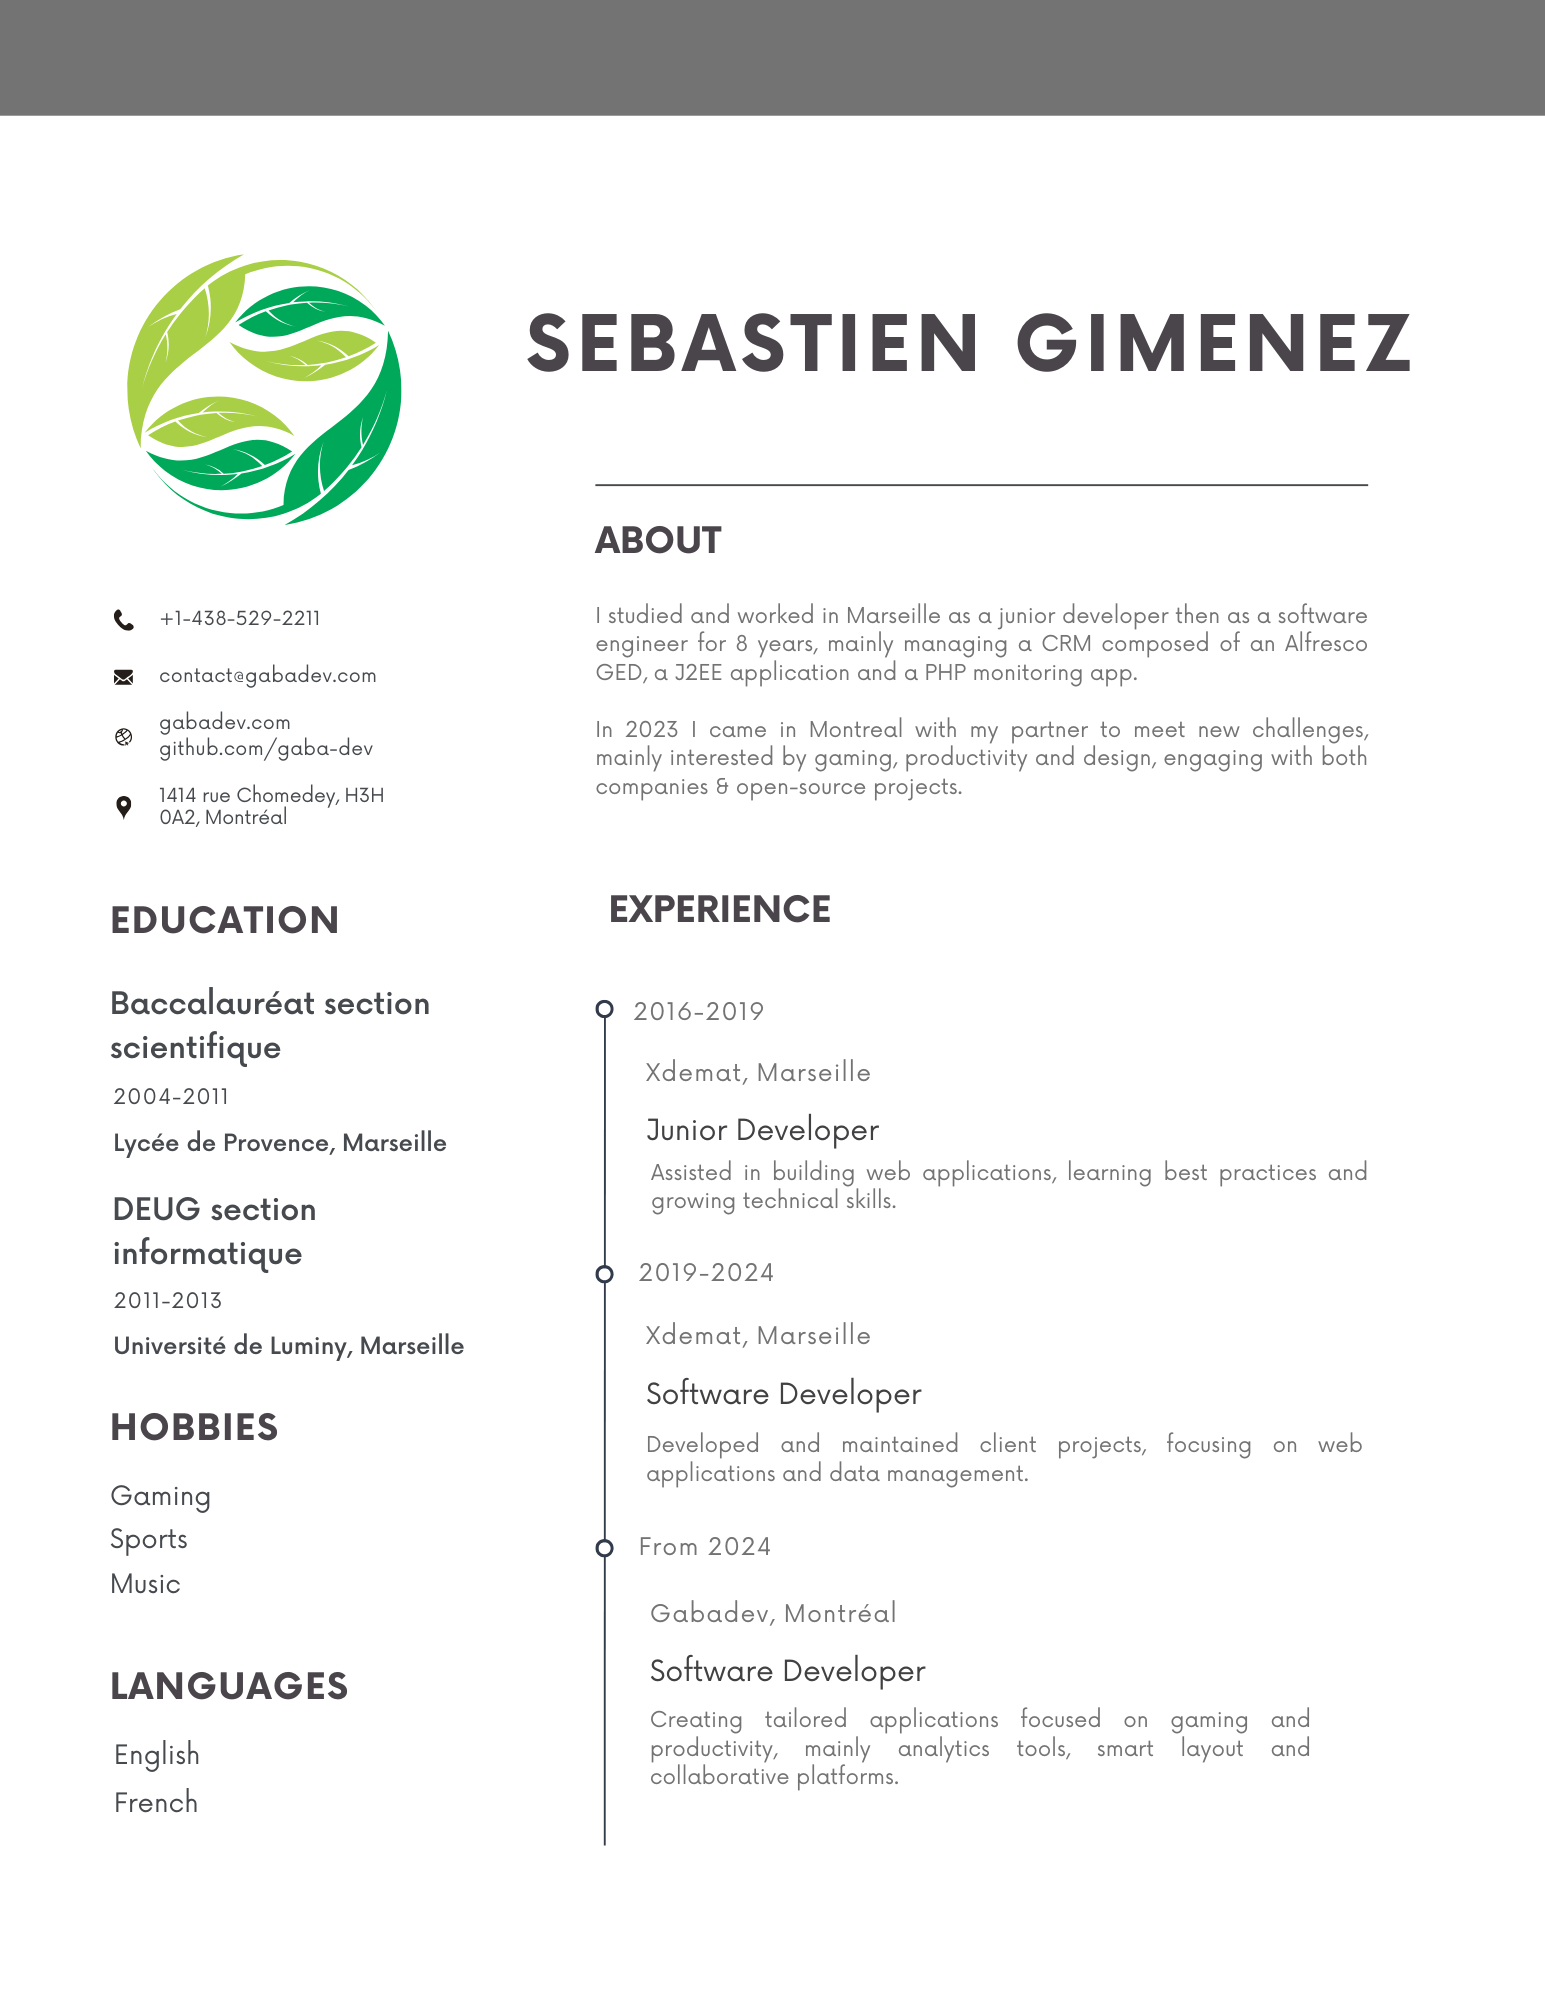 SEBASTIEN GIMENEZ
+1-438-529-2211
contact@gabadev.com
gabadev.com
github.com/gaba-dev
1414 rue Chomedey, H3H
0A2, Montréal
EDUCATION
Baccalauréat section
scientifique
2004-2011
Lycée de Provence, Marseille
DEUG section
informatique
2011-2013
Université de Luminy, Marseille
HOBBIES
Gaming
Sports
Music
LANGUAGES
English
French
ABOUT
I studied and worked in Marseille as a junior developer then as a software
engineer for 8 years, mainly managing a CRM composed of an Alfresco
GED, a J2EE application and a PHP monitoring app.
In 2023 I came in Montreal with my partner to meet new challenges,
mainly interested by gaming, productivity and design, engaging with both
companies & open-source projects.
EXPERIENCE
2016-2019
Xdemat, Marseille
Junior Developer
Assisted in building web applications, learning best practices and
growing technical skills.
2019-2024
Xdemat, Marseille
Software Developer
Developed and maintained client projects, focusing on web
applications and data management.
From 2024
Gabadev, Montréal
Software Developer
Creating tailored applications focused on gaming and
productivity, mainly analytics tools, smart layout and
collaborative platforms.